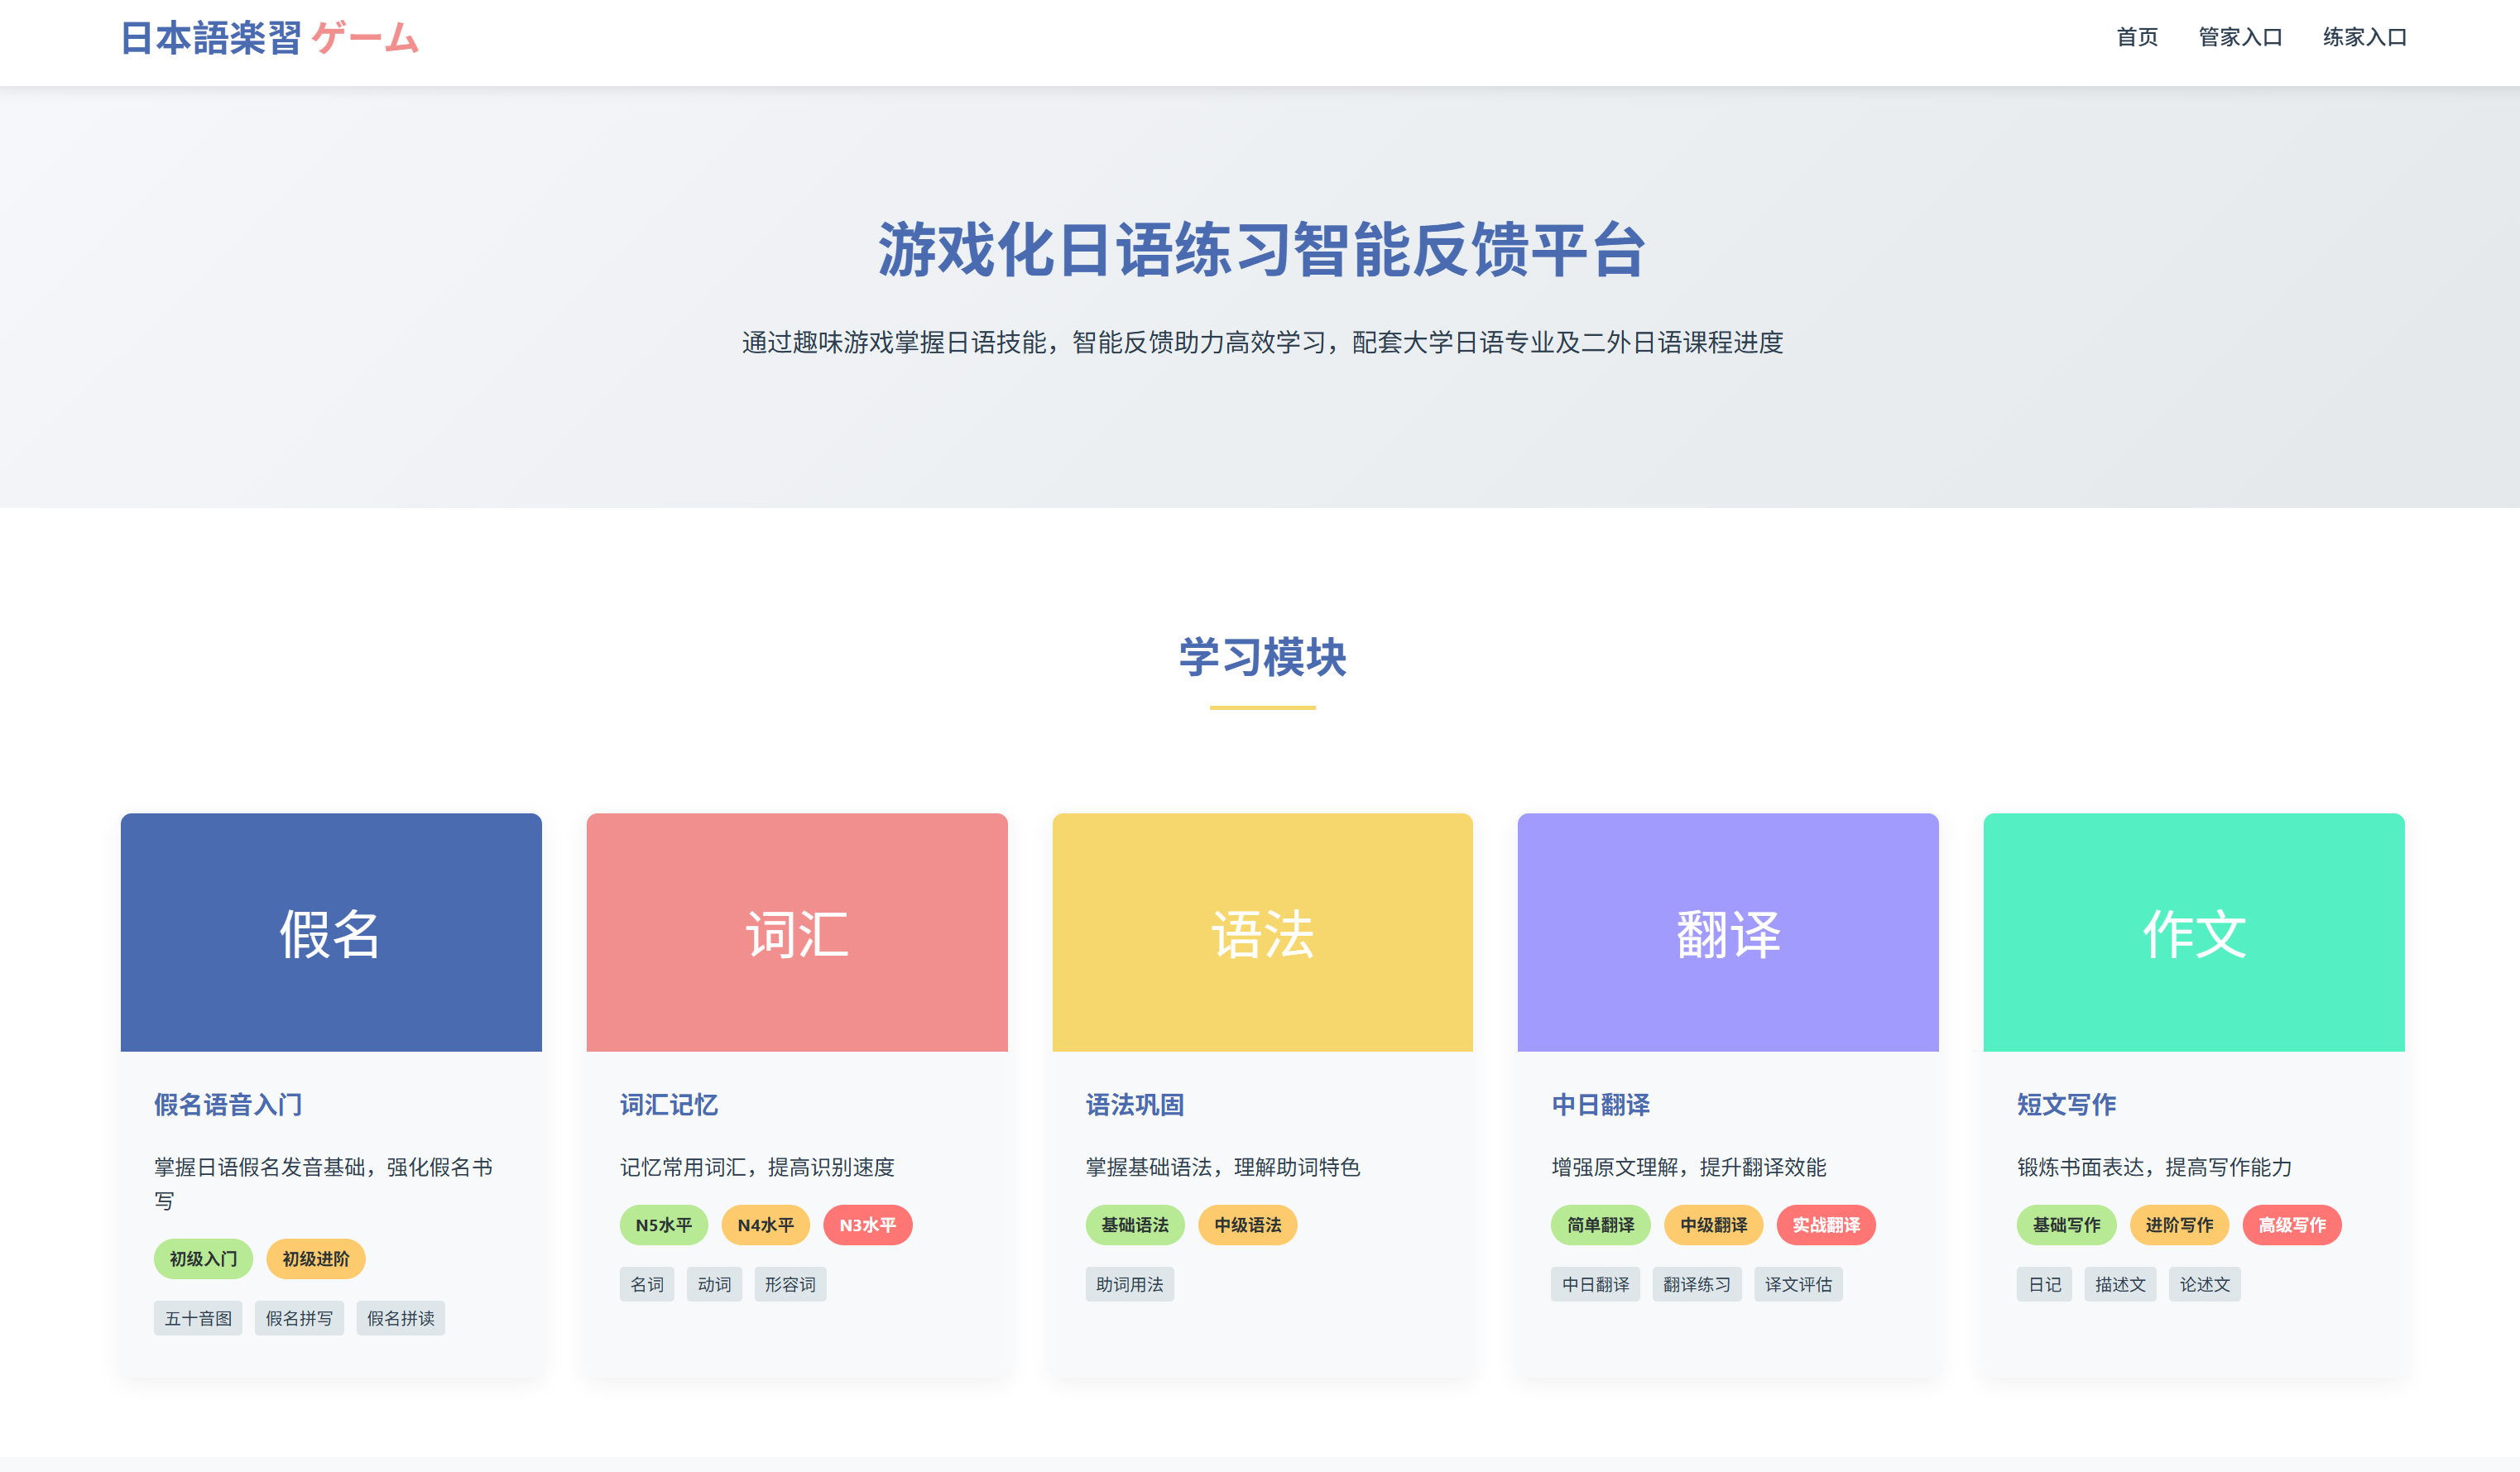 日本語楽習 ゲーム
首页 管家入口 练家入口
游戏化日语练习智能反馈平台
通过趣味游戏掌握日语技能，智能反馈助力高效学习，配套大学日语专业及二外日语课程进度
学习模块
假名
假名语音入门
掌握日语假名发音基础，强化假名书
写
初级入门 初级进阶
五十音图 假名拼写 假名拼读
词汇
词汇记忆
记忆常用词汇，提高识别速度
N5水平 N4水平 N3水平
名词 动词 形容词
语法
语法巩固
掌握基础语法，理解助词特色
基础语法 中级语法
助词用法
翻译
中日翻译
增强原文理解，提升翻译效能
简单翻译 中级翻译 实战翻译
中日翻译 翻译练习 译文评估
作文
短文写作
锻炼书面表达，提高写作能力
基础写作 进阶写作 高级写作
日记 描述文 论述文